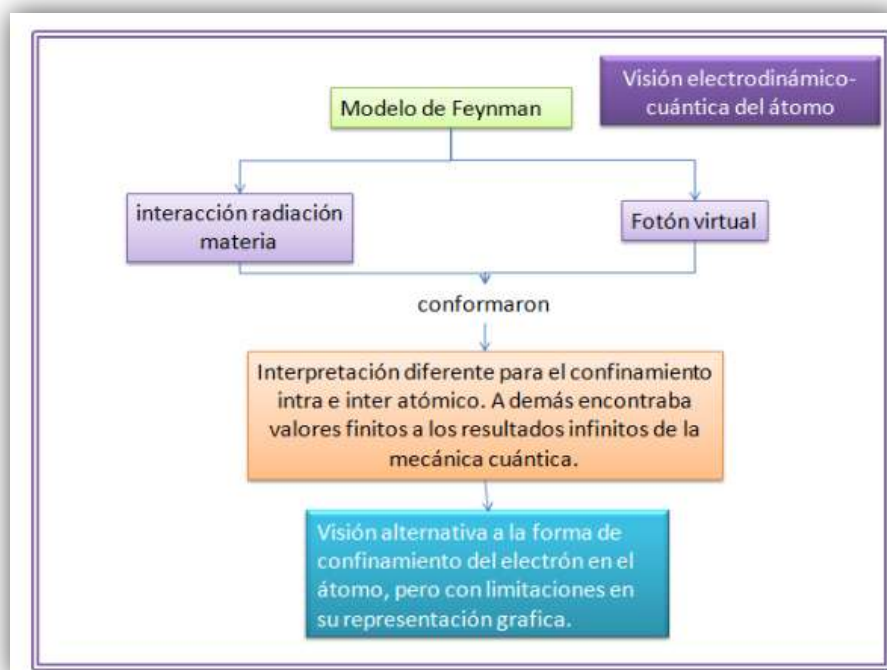 Visión electrodinámico-
cuántica del átomo
Modelo de Feynman
interacción radiación
materia
Fotón virtual
conformaron
Interpretación diferente para el confinamiento
intra e inter atómico. A demás encontraba
valores finitos a los resultados infinitos de la
mecánica cuántica.
Visión alternativa a la forma de
confinamiento del electrón en el
átomo, pero con limitaciones en
su representación grafica.